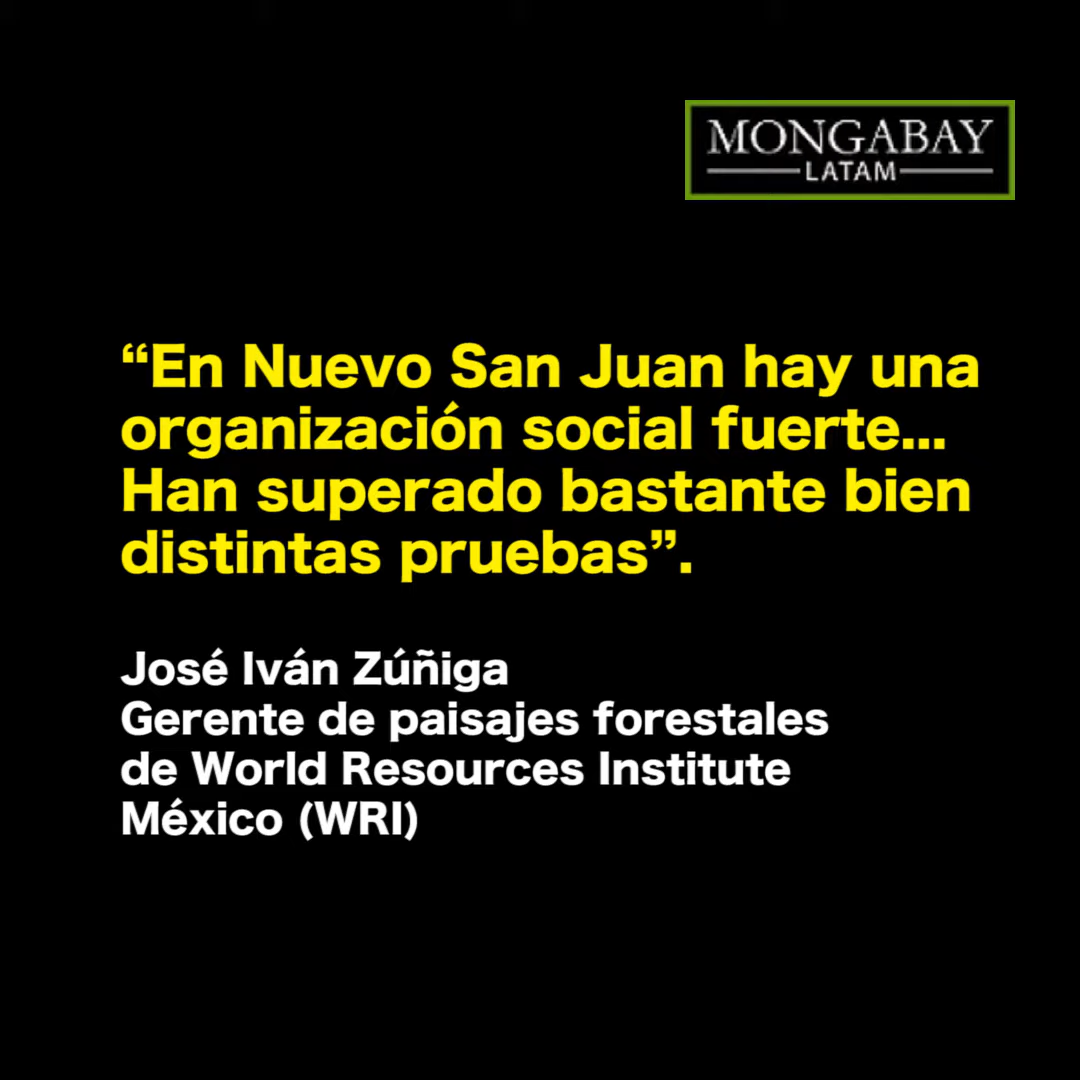 MONGABAY
LATAM
“En Nuevo San Juan hay una
organización social fuerte...
Han superado bastante bien
distintas pruebas”.
José Iván Zúñiga
Gerente de paisajes forestales
de World Resources Institute
México (WRI)